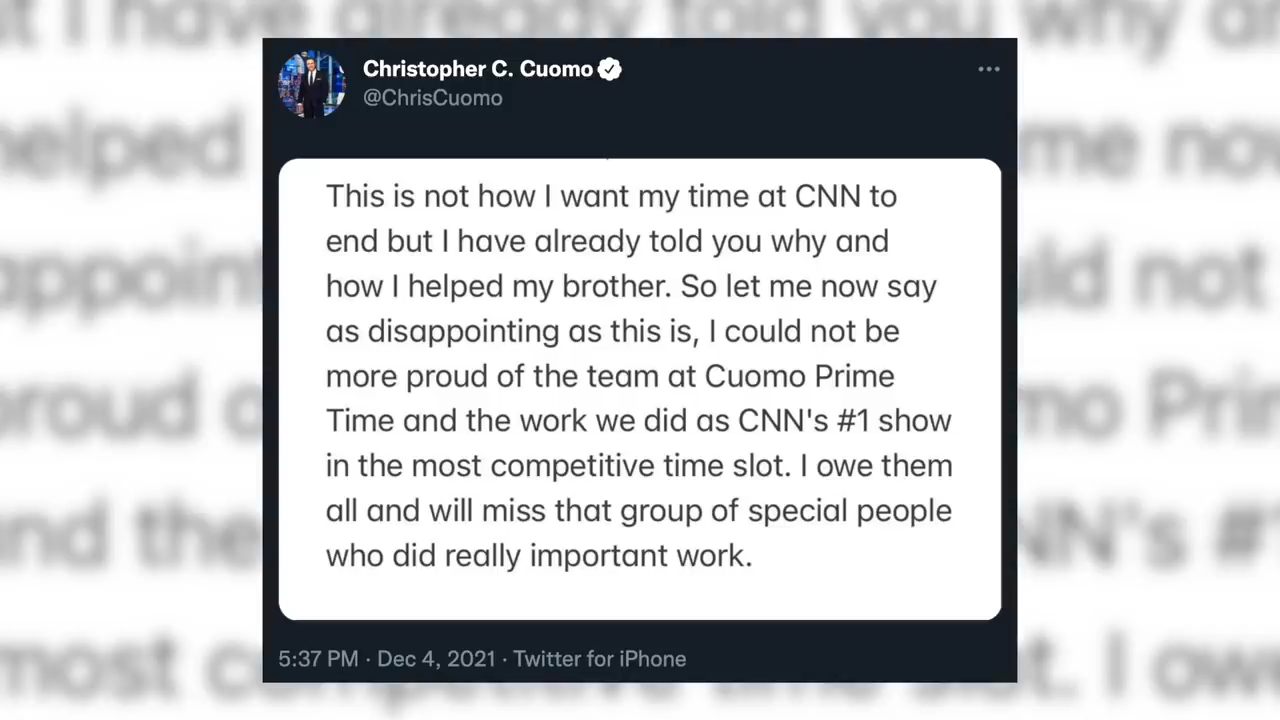 Christopher C. Cuomo
@ChrisCuomo
This is not how I want my time at CNN to
end but I have already told you why and
how I helped my brother. So let me now say
as disappointing as this is, I could not be
more proud of the team at Cuomo Prime
Time and the work we did as CNN's #1 show
in the most competitive time slot. I owe them
all and will miss that group of special people
who did really important work.
5:37 PM · Dec 4, 2021 · Twitter for iPhone